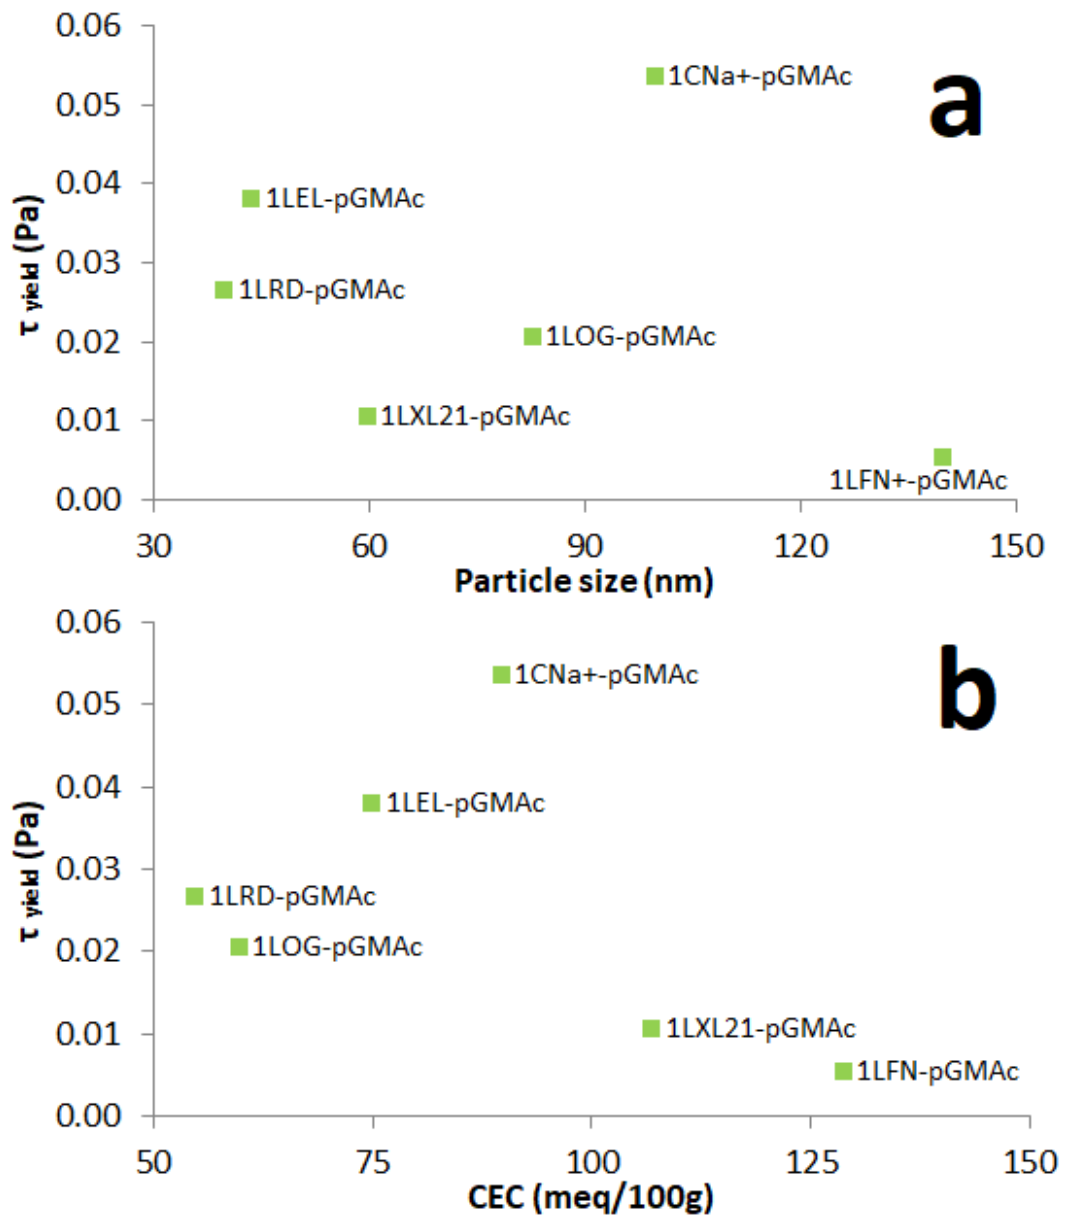 0.06
a
1CNa+-pGMAc
0.05
0.04
1LEL-pGMAc
0.03
1LRD-pGMAc
0.02
1LOG-pGMAc
0.01
1LXL21-pGMAc
1LFN+-pGMAc
0.00
τ yield (Pa)
30 60 90 120 150
Particle size (nm)
0.06
b
1CNa+-pGMAc
0.05
0.04
1LEL-pGMAc
0.03
1LRD-pGMAc
0.02
1LOG-pGMAc
0.01
1LXL21-pGMAc
1LFN-pGMAc
0.00
τ yield (Pa)
50 75 100 125 150
CEC (meq/100g)